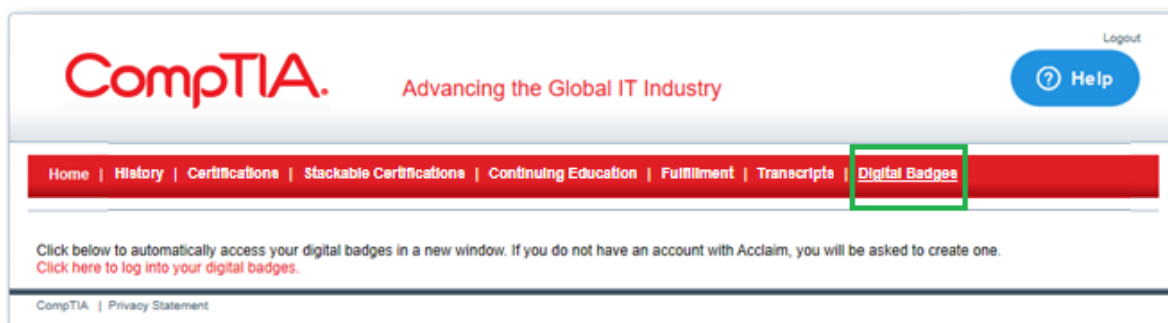 Logout
CompTIA.
Advancing the Global IT Industry
Help
Home | History | Certifications | Stackable Certifications | Continuing Education | Fulfillment | Transcripts | Digital Badges
Click below to automatically access your digital badges in a new window. If you do not have an account with Acclaim, you will be asked to create one.
Click here to log into your digital badges.
CompTIA | Privacy Statement